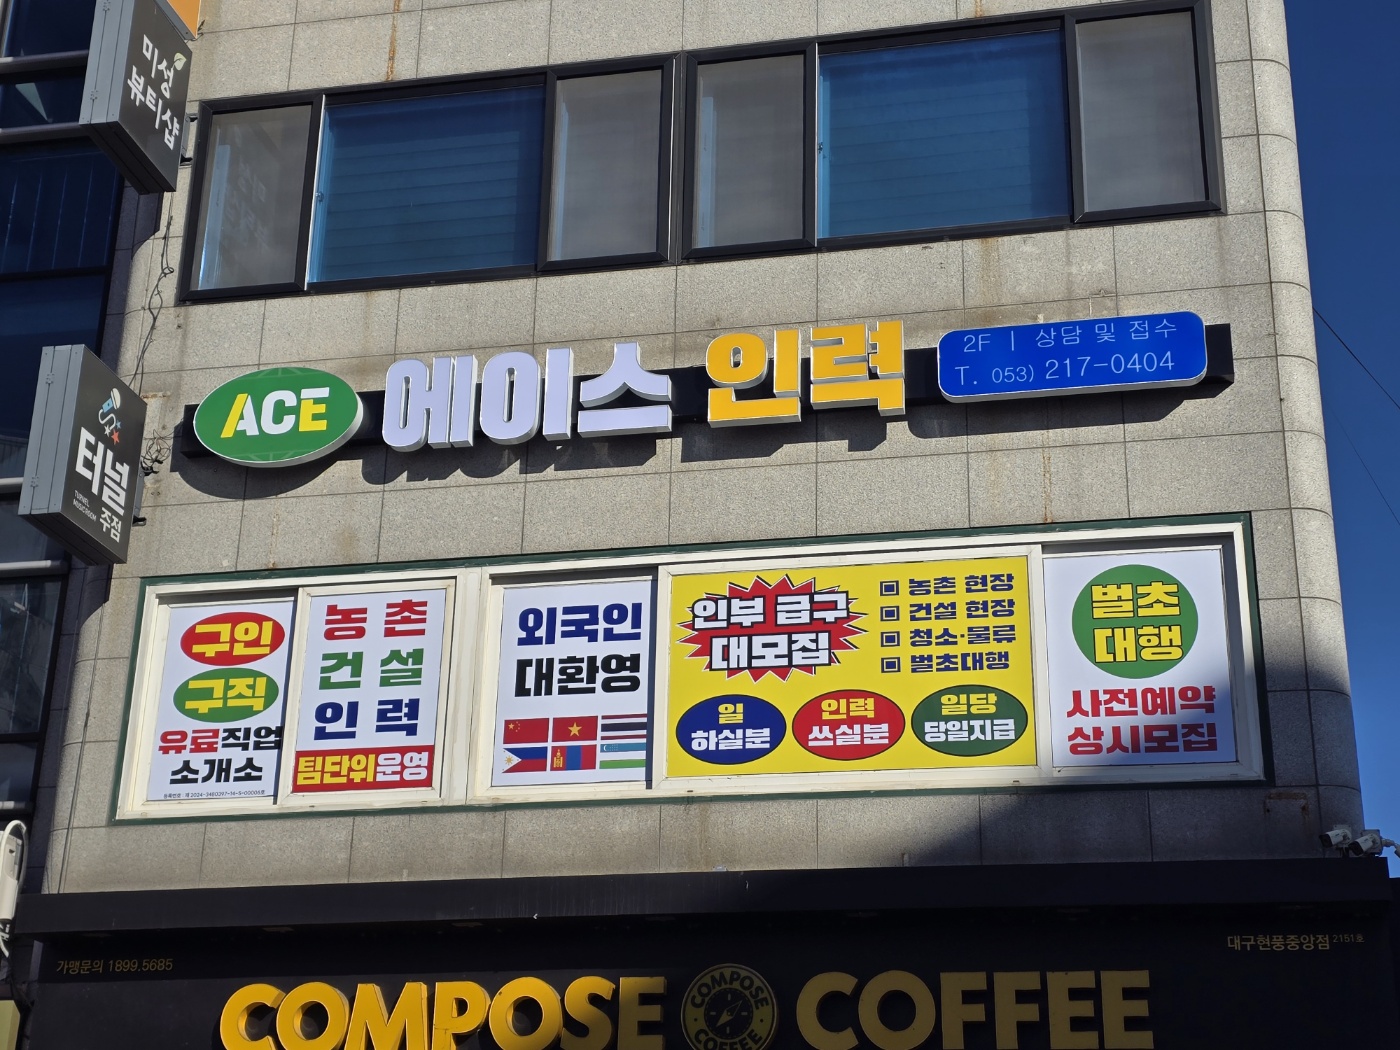 미성
뷰티샵
터널
주점
ACE 에이스 인력
2F | 상담 및 접수
T. 053) 217-0404
구인
구직
유료직업
소개소
농촌
건설
인력
팀단위운영
외국인
대환영
인부 급구
대모집
▣ 농촌 현장
▣ 건설 현장
▣ 청소·물류
▣ 벌초대행
일
하실분
인력
쓰실분
일당
당일지급
벌초
대행
사전예약
상시모집
가맹문의 1899.5685
대구현풍중앙점 2151호
COMPOSE COFFEE
COMPOSE
COFFEE